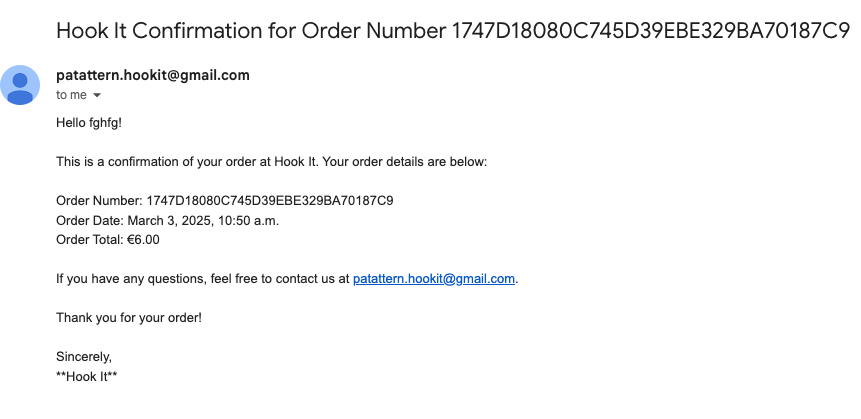 Hook It Confirmation for Order Number 1747D18080C745D39EBE329BA70187C9
patattern.hookit@gmail.com
to me
Hello fghfg!
This is a confirmation of your order at Hook It. Your order details are below:
Order Number: 1747D18080C745D39EBE329BA70187C9
Order Date: March 3, 2025, 10:50 a.m.
Order Total: €6.00
If you have any questions, feel free to contact us at patattern.hookit@gmail.com.
Thank you for your order!
Sincerely,
**Hook It**